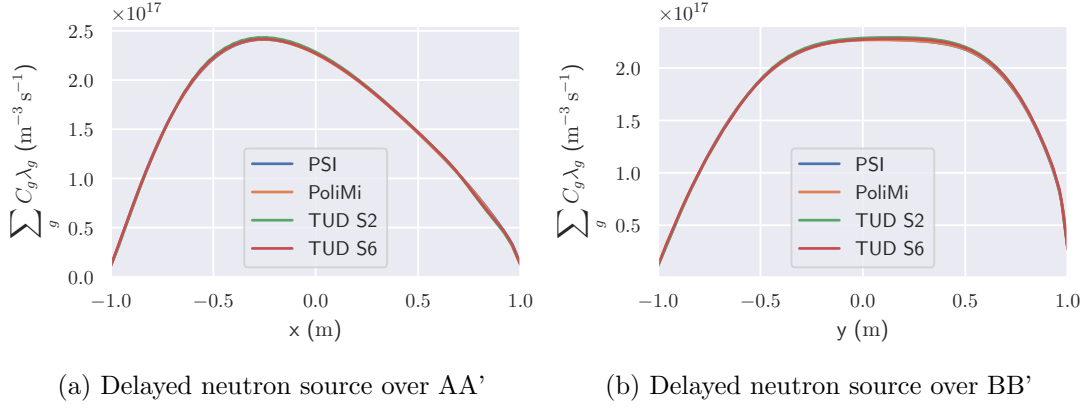 ×10^17
2.5
2.0
1.5
1.0
0.5
0.0
∑_g C_g λ_g (m^−3 s^−1)
PSI
PoliMi
TUD S2
TUD S6
−1.0 −0.5 0.0 0.5 1.0
x (m)
(a) Delayed neutron source over AA’
×10^17
2.0
1.5
1.0
0.5
∑_g C_g λ_g (m^−3 s^−1)
PSI
PoliMi
TUD S2
TUD S6
−1.0 −0.5 0.0 0.5 1.0
y (m)
(b) Delayed neutron source over BB’